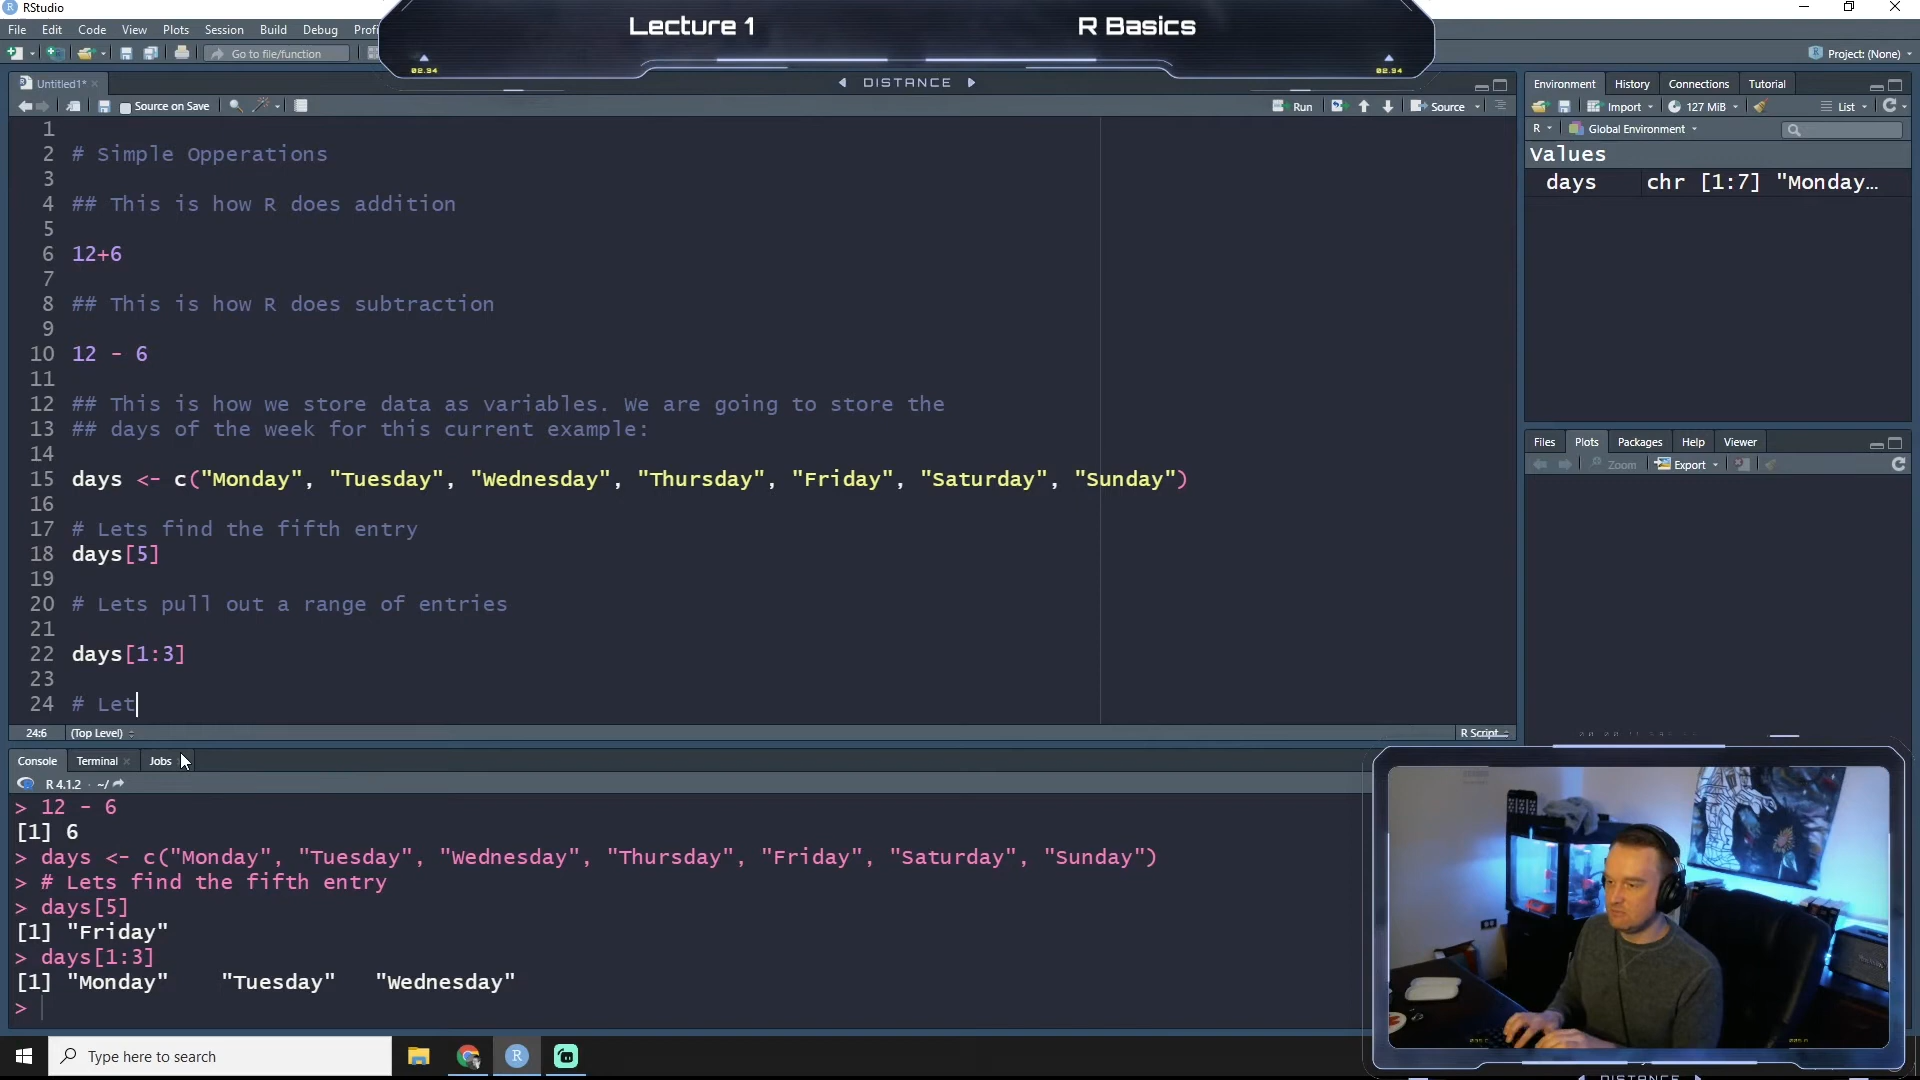 RStudio
File Edit Code View Plots Session Build Debug Profi
Lecture 1 R Basics
Go to file/function
Project: (None)
02.94 02.94
DISTANCE
Untitled1*
Source on Save
Run Source
1
2 # Simple Opperations
3
4 ## This is how R does addition
5
6 12+6
7
8 ## This is how R does subtraction
9
10 12 - 6
11
12 ## This is how we store data as variables. We are going to store the
13 ## days of the week for this current example:
14
15 days <- c("Monday", "Tuesday", "Wednesday", "Thursday", "Friday", "Saturday", "Sunday")
16
17 # Lets find the fifth entry
18 days[5]
19
20 # Lets pull out a range of entries
21
22 days[1:3]
23
24 # Let
24:6 (Top Level) R Script
Environment History Connections Tutorial
Import 127 MiB List
R Global Environment
Values
days chr [1:7] "Monday…
Files Plots Packages Help Viewer
Zoom Export
Console Terminal Jobs
R 4.1.2 · ~/
> 12 - 6
[1] 6
> days <- c("Monday", "Tuesday", "Wednesday", "Thursday", "Friday", "Saturday", "Sunday")
> # Lets find the fifth entry
> days[5]
[1] "Friday"
> days[1:3]
[1] "Monday" "Tuesday" "Wednesday"
>
Type here to search
DISTANCE